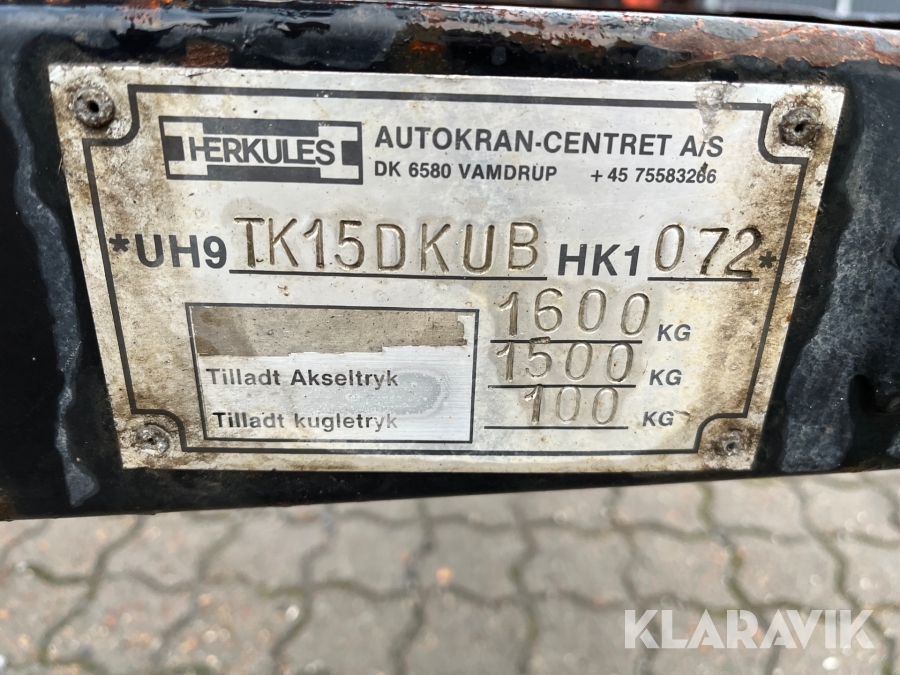 HERKULES
AUTOKRAN-CENTRET A/S
DK 6580 VAMDRUP +45 75583266
*UH9 TK15DKUB HK1 072*
1600 KG
Tilladt Akseltryk 1500 KG
Tilladt kugletryk 100 KG
KLARAVIK